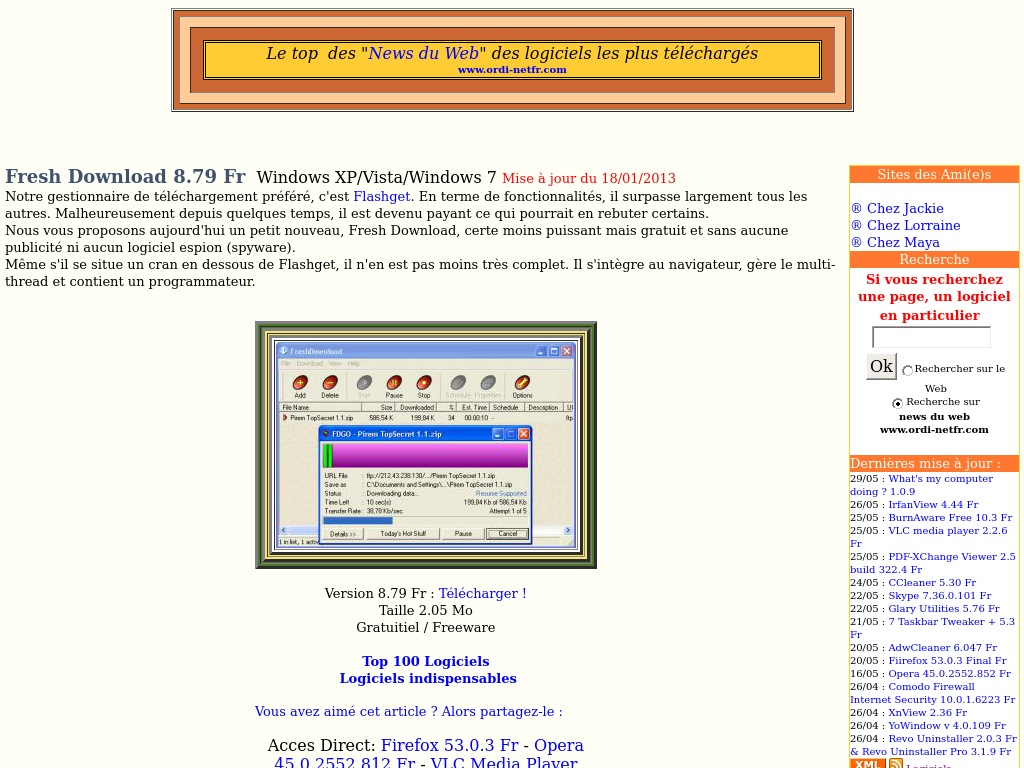 Le top des "News du Web" des logiciels les plus téléchargés
www.ordi-netfr.com
Fresh Download 8.79 Fr Windows XP/Vista/Windows 7 Mise à jour du 18/01/2013
Notre gestionnaire de téléchargement préféré, c'est Flashget. En terme de fonctionnalités, il surpasse largement tous les
autres. Malheureusement depuis quelques temps, il est devenu payant ce qui pourrait en rebuter certains.
Nous vous proposons aujourd'hui un petit nouveau, Fresh Download, certe moins puissant mais gratuit et sans aucune
publicité ni aucun logiciel espion (spyware).
Même s'il se situe un cran en dessous de Flashget, il n'en est pas moins très complet. Il s'intègre au navigateur, gère le multi-
thread et contient un programmateur.
FreshDownload
File Download View Help
Add Delete Start Pause Stop Schedule Properties Options
File Name Size Downloaded % Est. Time Schedule Description
Pirem TopSecret 1.1.zip 586,54 K 199,84 K 34 00:00:10 - ftp
FDGO - Pirem TopSecret 1.1.zip
URL File : ftp://212.43.238.130/.../Pirem TopSecret 1.1.zip
Save as : C:\Documents and Settings\...\Pirem TopSecret 1.1.zip
Status : Downloading data... Resume Supported
Time Left : 10 sec(s) 199,84 Kb of 586,54 Kb
Transfer Rate : 38,78 Kb/sec Attempt 1 of 5
Details >> Today's Hot Stuff Pause Cancel
1 in list, 1 active
Version 8.79 Fr : Télécharger !
Taille 2.05 Mo
Gratuitiel / Freeware
Top 100 Logiciels
Logiciels indispensables
Vous avez aimé cet article ? Alors partagez-le :
Acces Direct: Firefox 53.0.3 Fr - Opera
45.0.2552.812 Fr - VLC Media Player
Sites des Ami(e)s
® Chez Jackie
® Chez Lorraine
® Chez Maya
Recherche
Si vous recherchez
une page, un logiciel
en particulier
Ok Rechercher sur le
Web
Recherche sur
news du web
www.ordi-netfr.com
Dernières mise à jour :
29/05 : What's my computer
doing ? 1.0.9
26/05 : IrfanView 4.44 Fr
25/05 : BurnAware Free 10.3 Fr
25/05 : VLC media player 2.2.6
Fr
25/05 : PDF-XChange Viewer 2.5
build 322.4 Fr
24/05 : CCleaner 5.30 Fr
22/05 : Skype 7.36.0.101 Fr
22/05 : Glary Utilities 5.76 Fr
21/05 : 7 Taskbar Tweaker + 5.3
Fr
20/05 : AdwCleaner 6.047 Fr
20/05 : Fiirefox 53.0.3 Final Fr
16/05 : Opera 45.0.2552.852 Fr
26/04 : Comodo Firewall
Internet Security 10.0.1.6223 Fr
26/04 : XnView 2.36 Fr
26/04 : YoWindow v 4.0.109 Fr
26/04 : Revo Uninstaller 2.0.3 Fr
& Revo Uninstaller Pro 3.1.9 Fr
XML Logiciels